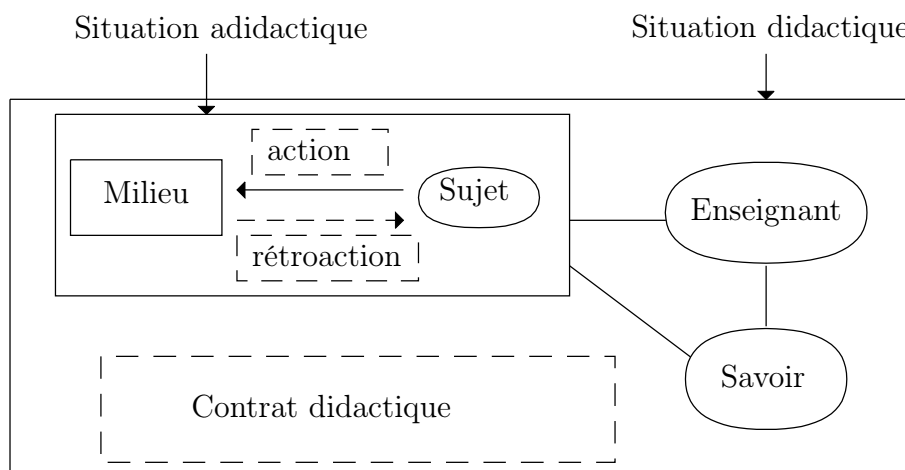 Situation adidactique
Situation didactique
action
Milieu
Sujet
Enseignant
rétroaction
Savoir
Contrat didactique